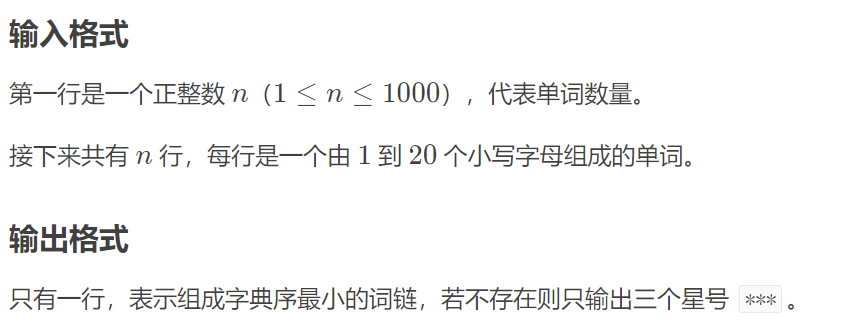 输入格式
第一行是一个正整数 n（1 ≤ n ≤ 1000），代表单词数量。
接下来共有 n 行，每行是一个由 1 到 20 个小写字母组成的单词。
输出格式
只有一行，表示组成字典序最小的词链，若不存在则只输出三个星号 *** 。